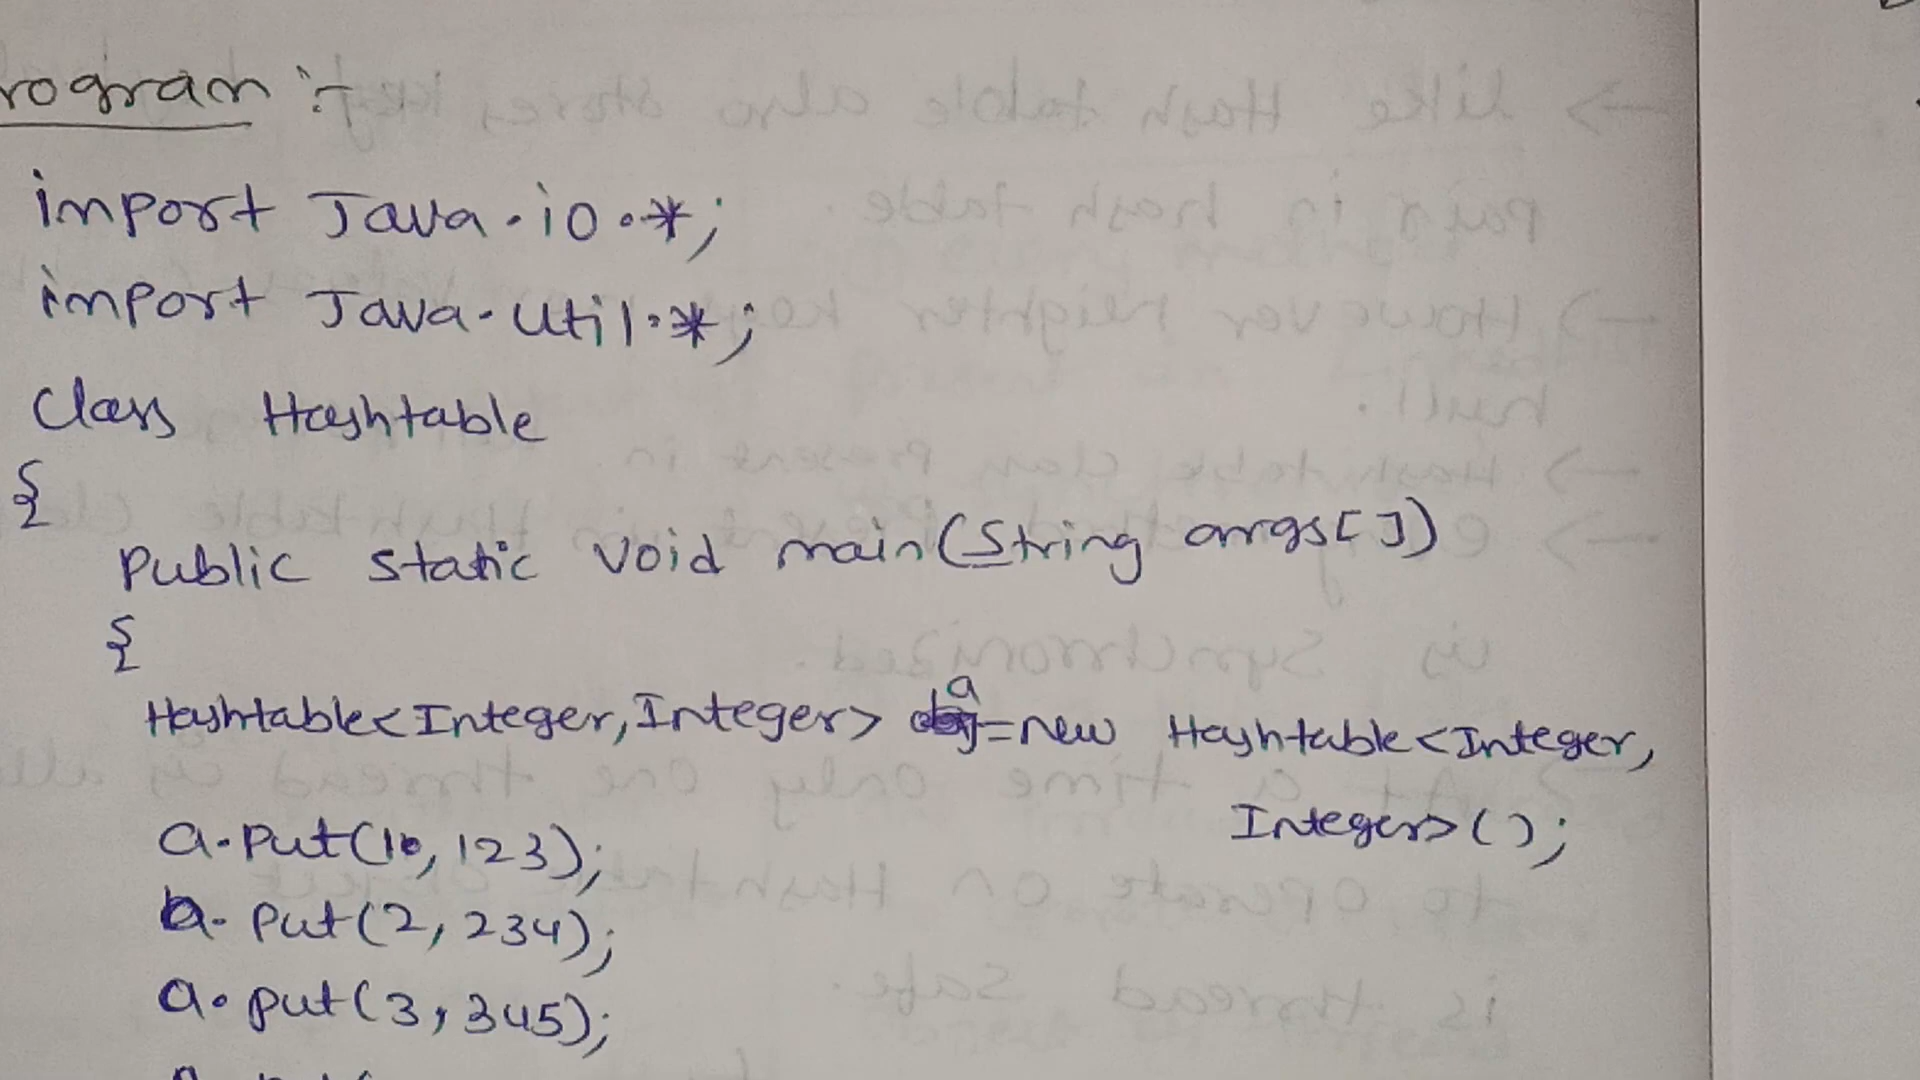 rogram :-
import Java.io.*;
import Java.util.*;
Class Hashtable
{
Public static void main(String args[])
{
Hashtable<Integer,Integer> a=new Hashtable<Integer,
Integer>();
a.put(10,123);
a.put(2,234);
a.put(3,345);